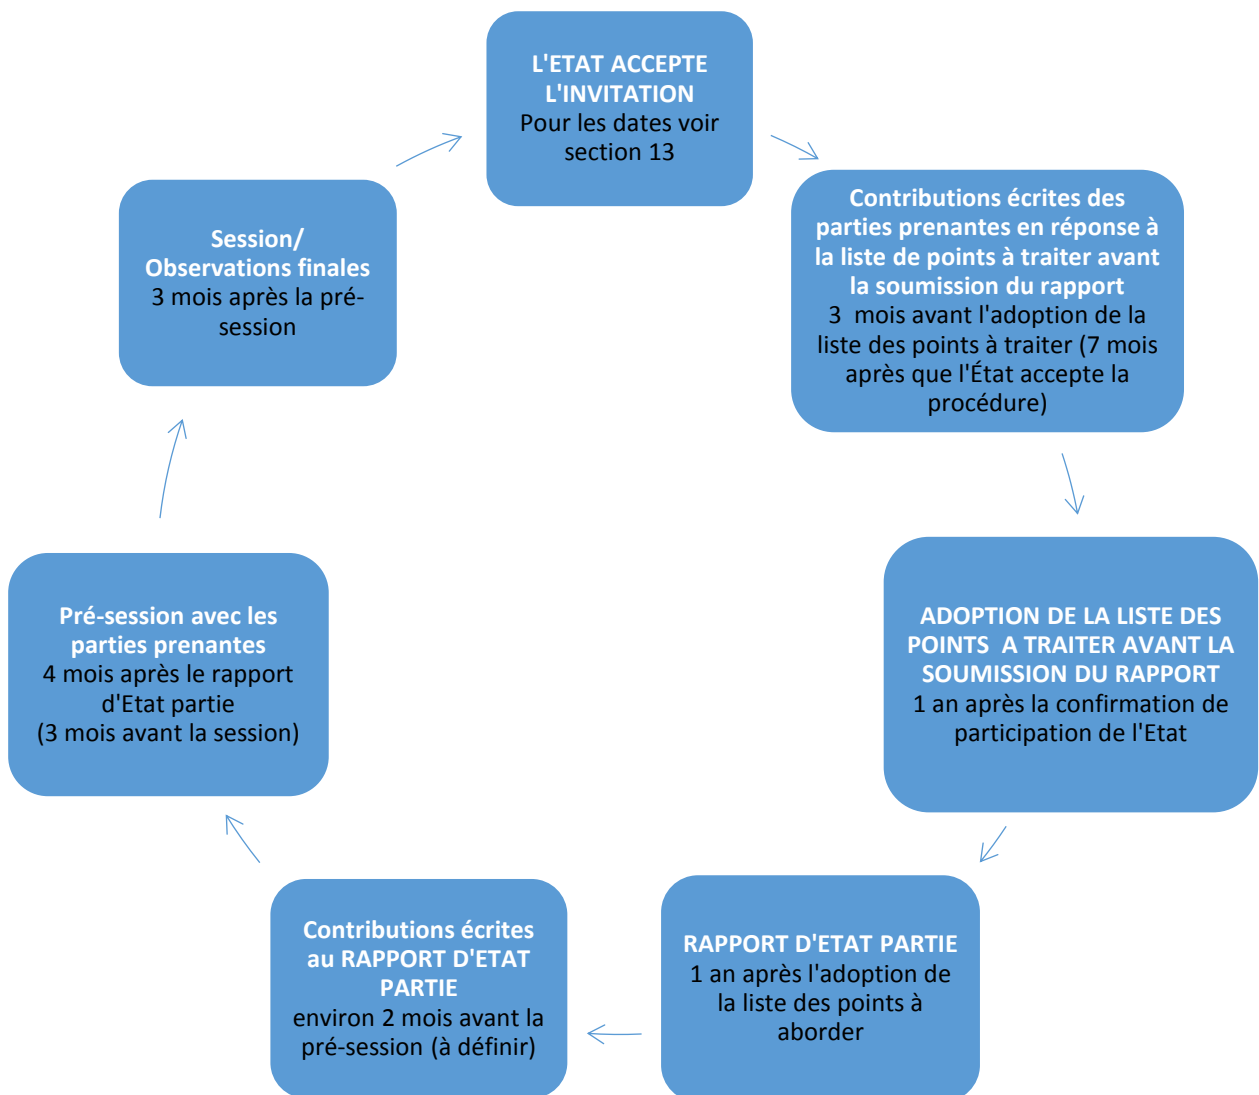 L'ETAT ACCEPTE
L'INVITATION
Pour les dates voir
section 13
Contributions écrites des
parties prenantes en réponse à
la liste de points à traiter avant
la soumission du rapport
3 mois avant l'adoption de la
liste des points à traiter (7 mois
après que l'État accepte la
procédure)
ADOPTION DE LA LISTE DES
POINTS A TRAITER AVANT LA
SOUMISSION DU RAPPORT
1 an après la confirmation de
participation de l'Etat
RAPPORT D'ETAT PARTIE
1 an après l'adoption de
la liste des points à
aborder
Contributions écrites
au RAPPORT D'ETAT
PARTIE
environ 2 mois avant la
pré-session (à définir)
Pré-session avec les
parties prenantes
4 mois après le rapport
d'Etat partie
(3 mois avant la session)
Session/
Observations finales
3 mois après la pré-
session